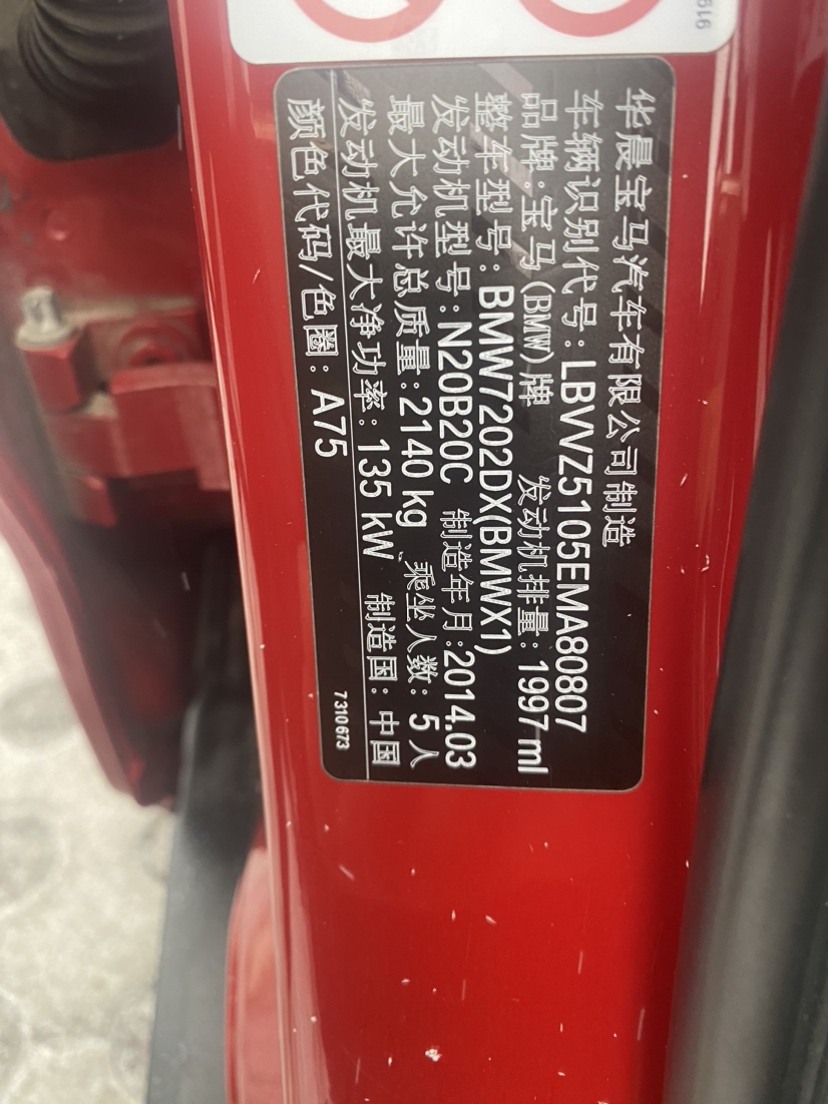 华晨宝马汽车有限公司制造
车辆识别代号: LBVVZ5105EMA80807
品牌:宝马(BMW)牌 发动机排量: 1997 ml
整车型号: BMW7202DX(BMWX1)
发动机型号: N20B20C 制造年月:2014.03
最大允许总质量:2140 kg 乘坐人数: 5人
发动机最大净功率: 135 kW 制造国: 中国
颜色代码/色圈: A75
7310673